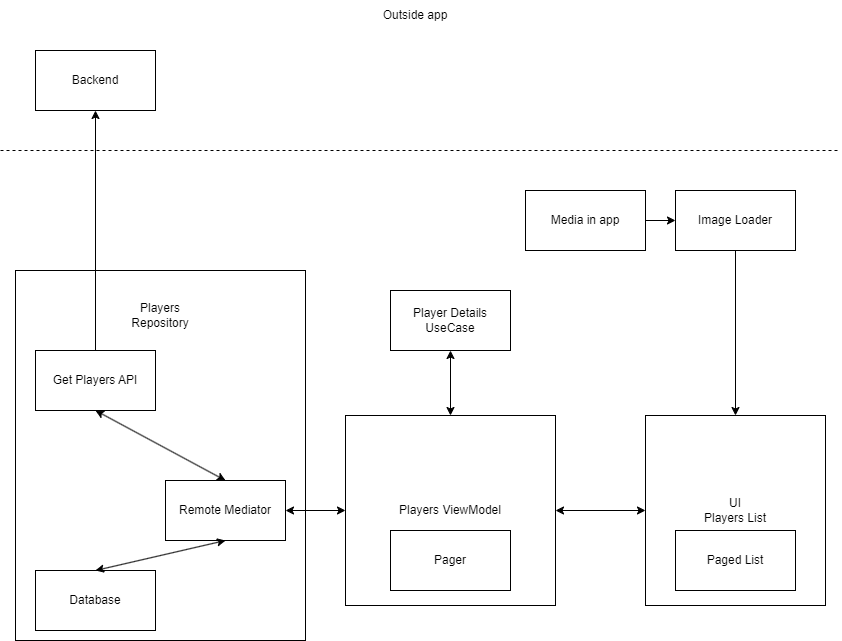 Outside app
Backend
Media in app
Image Loader
Players
Repository
Player Details
UseCase
Get Players API
Remote Mediator
Players ViewModel
UI
Players List
Pager
Paged List
Database